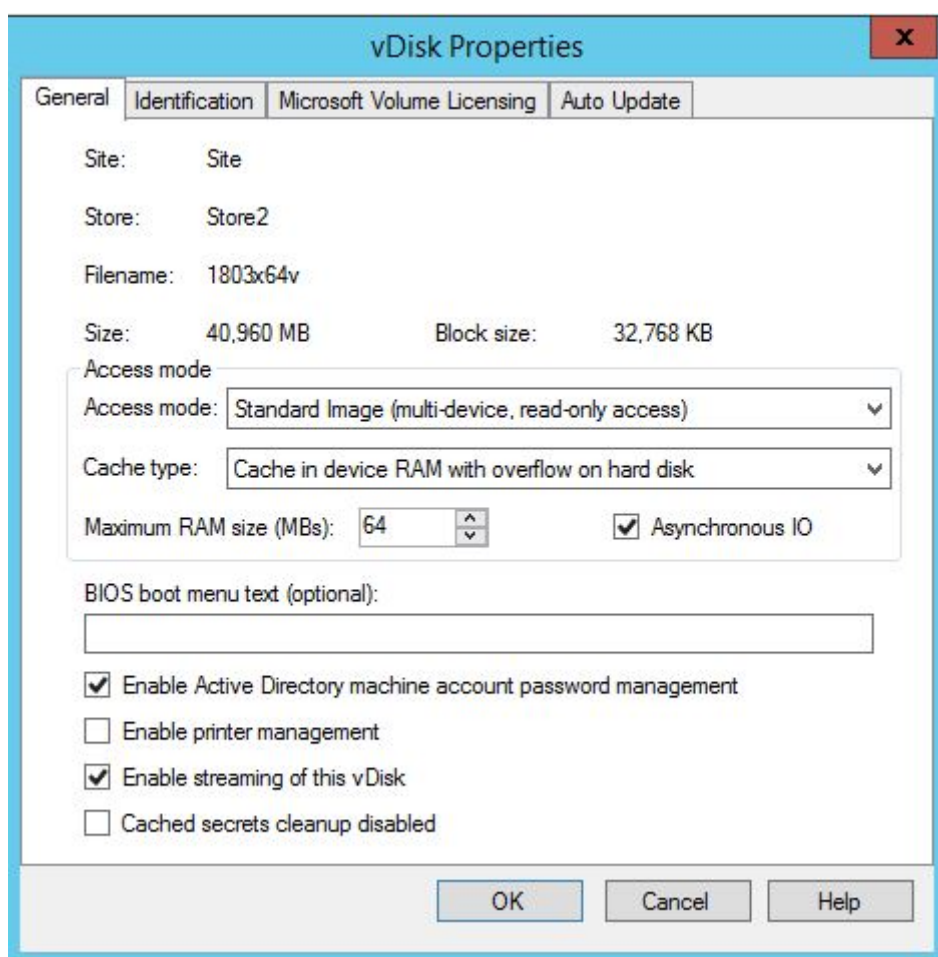 vDisk Properties
General Identification Microsoft Volume Licensing Auto Update
Site: Site
Store: Store2
Filename: 1803x64v
Size: 40,960 MB Block size: 32,768 KB
Access mode
Access mode: Standard Image (multi-device, read-only access)
Cache type: Cache in device RAM with overflow on hard disk
Maximum RAM size (MBs): 64 Asynchronous IO
BIOS boot menu text (optional):
Enable Active Directory machine account password management
Enable printer management
Enable streaming of this vDisk
Cached secrets cleanup disabled
OK Cancel Help